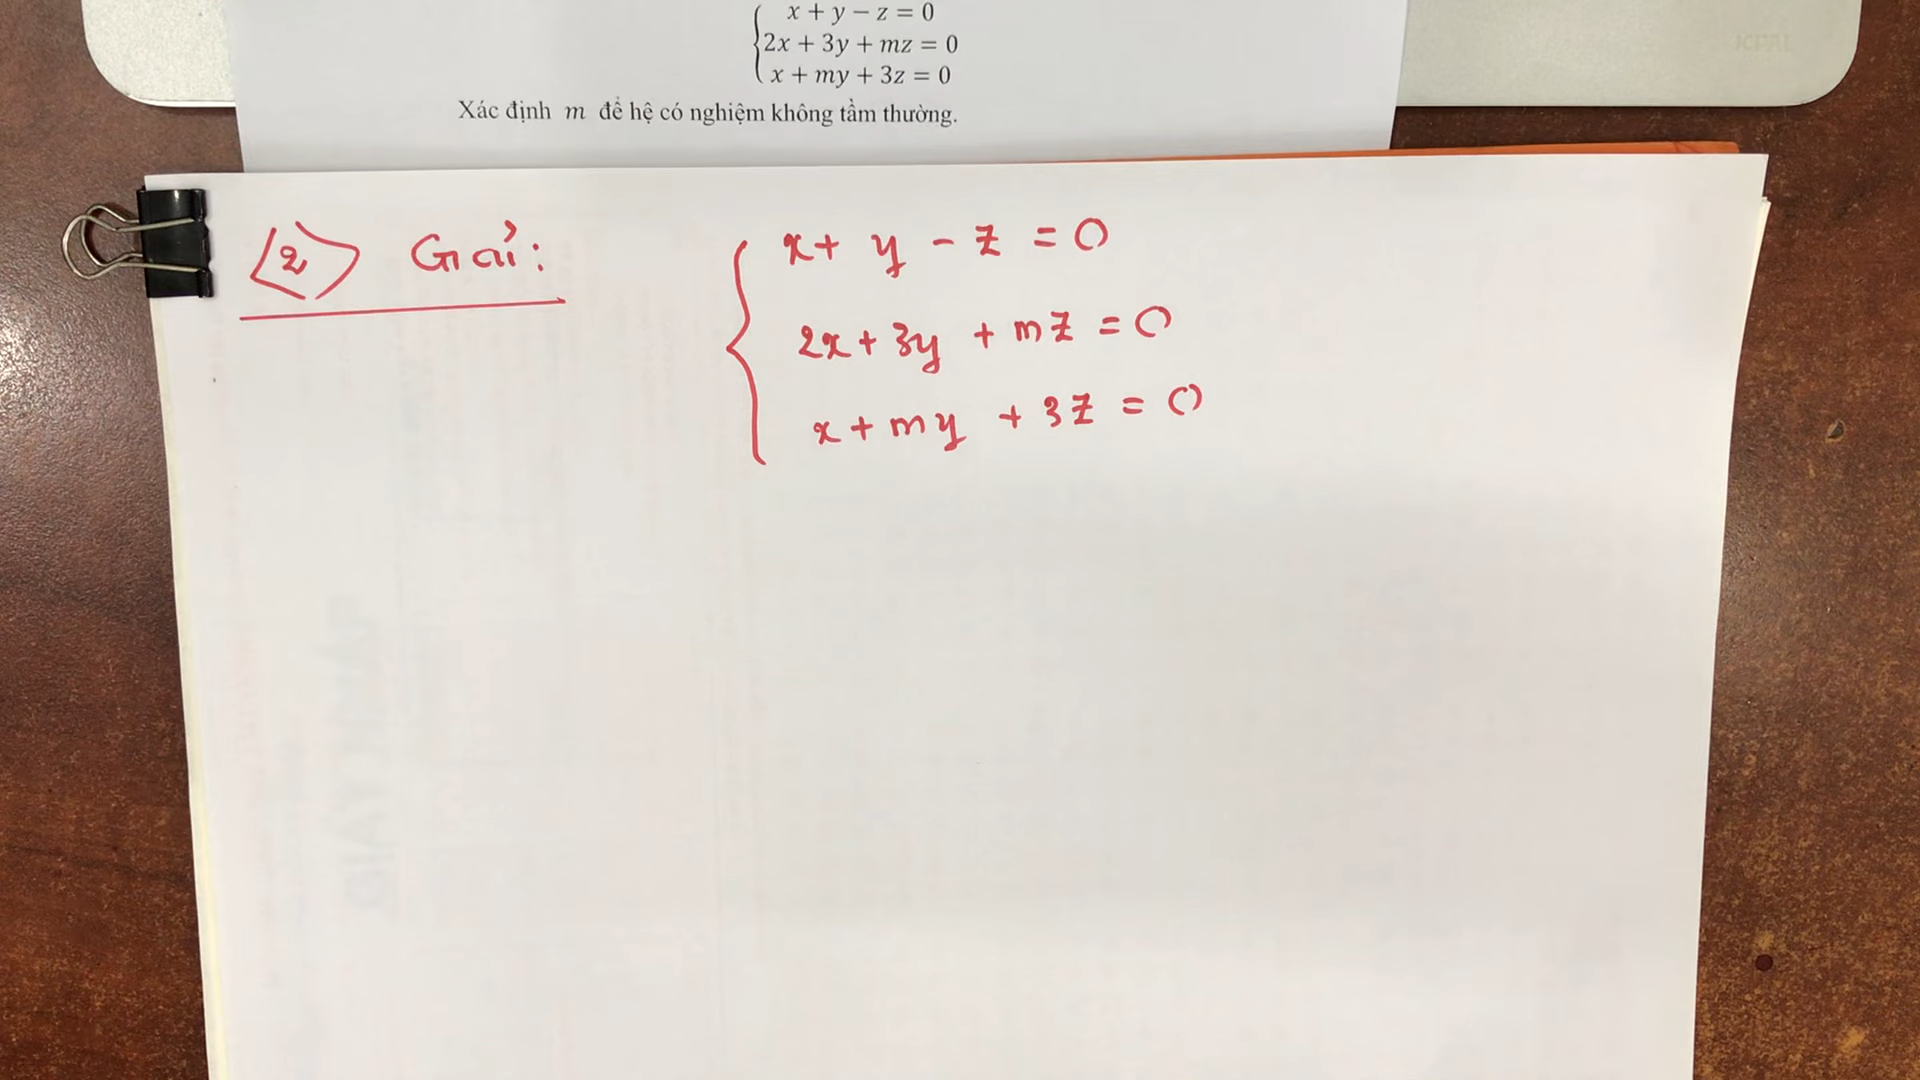 x + y − z = 0
2x + 3y + mz = 0
x + my + 3z = 0
Xác định m để hệ có nghiệm không tầm thường.
2 Giải:
x + y - z = 0
2x + 3y + mz = 0
x + my + 3z = 0